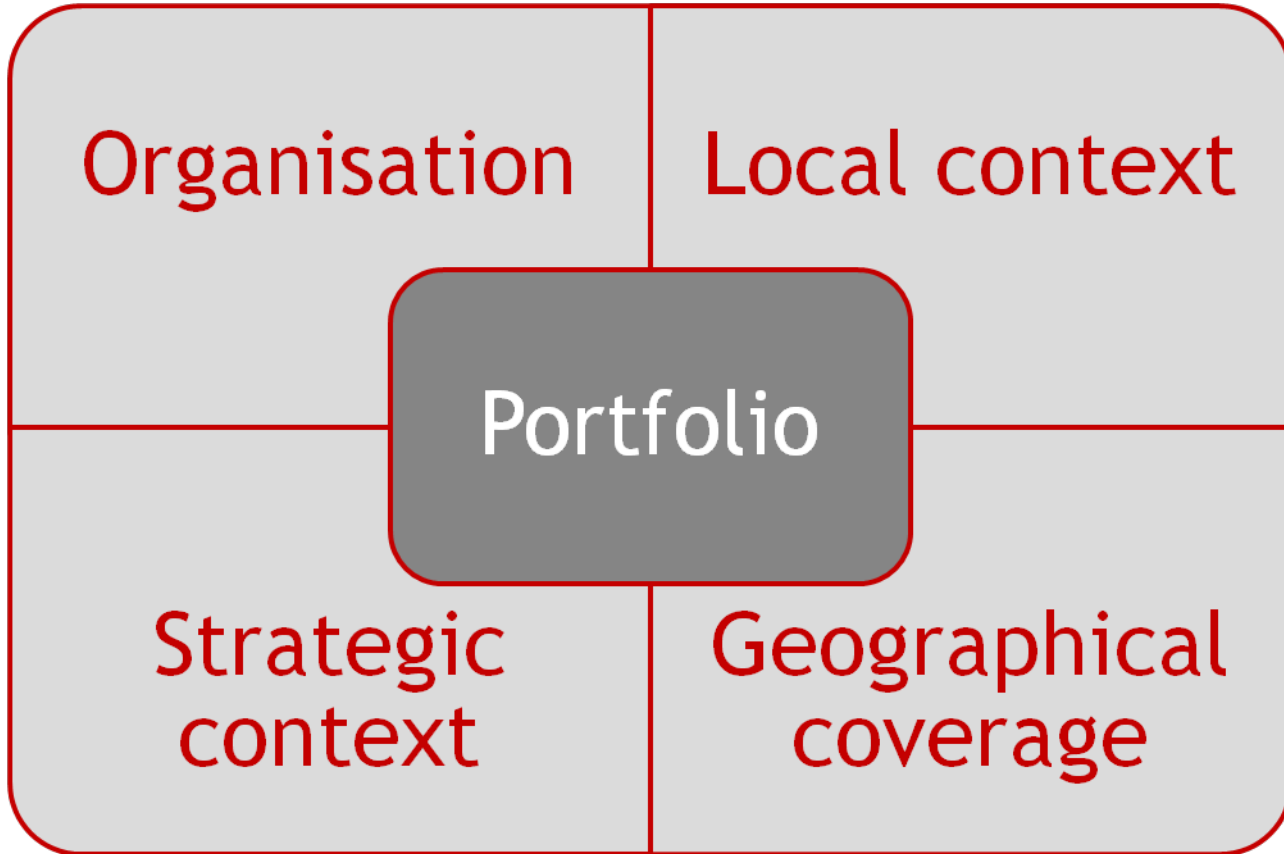 Organisation
Local context
Portfolio
Strategic
context
Geographical
coverage